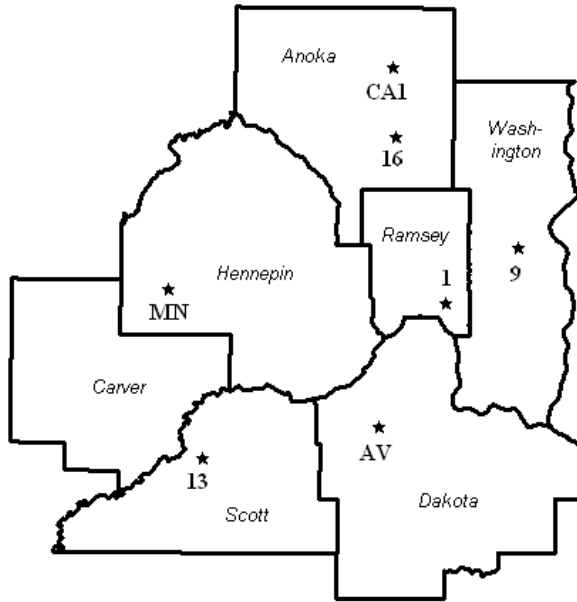 Anoka
CA1
16
Wash-
ington
Ramsey
1
9
Hennepin
MN
Carver
13
Scott
AV
Dakota